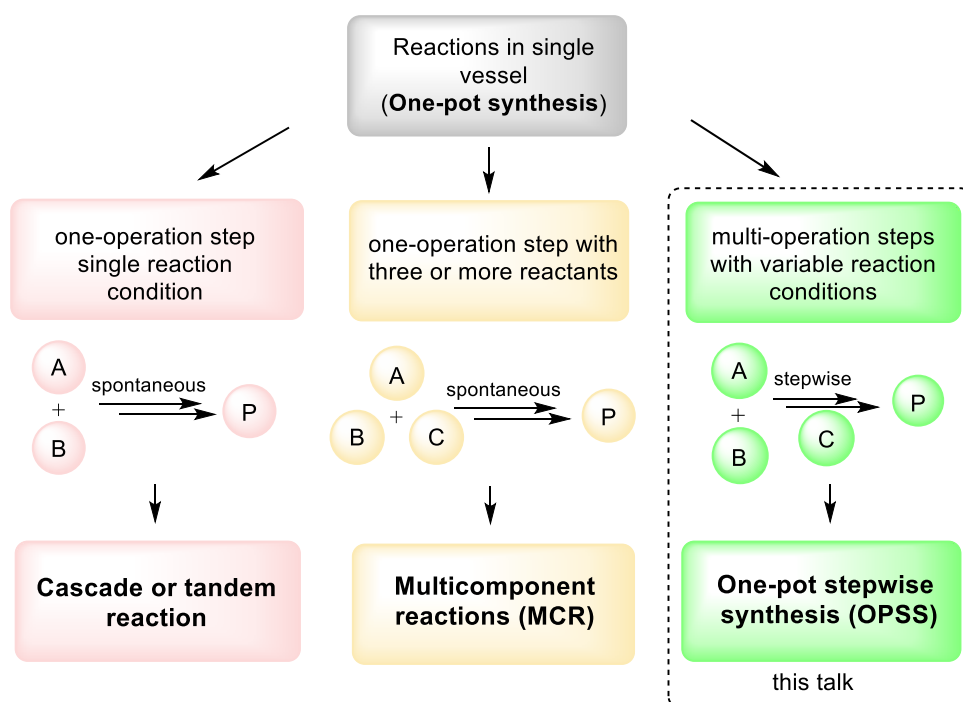 Reactions in single
vessel
(One-pot synthesis)
one-operation step
single reaction
condition
one-operation step with
three or more reactants
multi-operation steps
with variable reaction
conditions
A
+
B
spontaneous
P
A
B
+
C
spontaneous
P
A
+
B
stepwise
C
P
Cascade or tandem
reaction
Multicomponent
reactions (MCR)
One-pot stepwise
synthesis (OPSS)
this talk